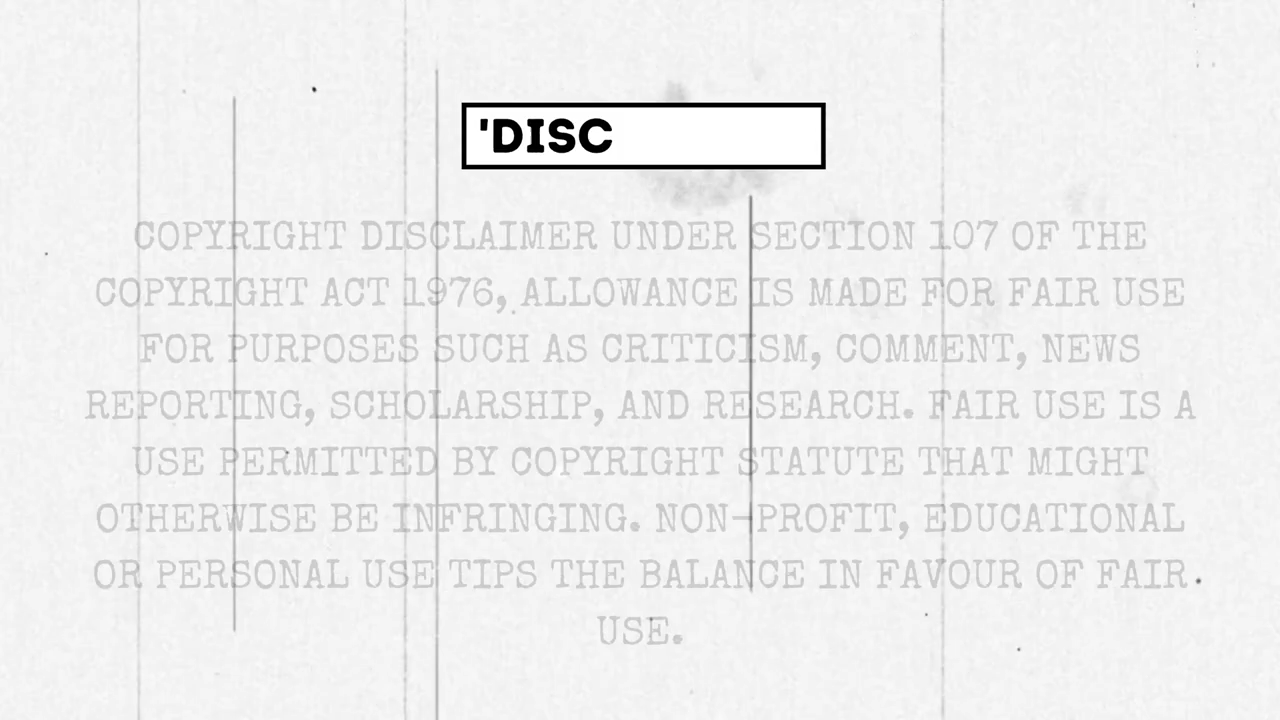 'DISC
COPYRIGHT DISCLAIMER UNDER SECTION 107 OF THE
COPYRIGHT ACT 1976, ALLOWANCE IS MADE FOR FAIR USE
FOR PURPOSES SUCH AS CRITICISM, COMMENT, NEWS
REPORTING, SCHOLARSHIP, AND RESEARCH. FAIR USE IS A
USE PERMITTED BY COPYRIGHT STATUTE THAT MIGHT
OTHERWISE BE INFRINGING. NON-PROFIT, EDUCATIONAL
OR PERSONAL USE TIPS THE BALANCE IN FAVOUR OF FAIR
USE.